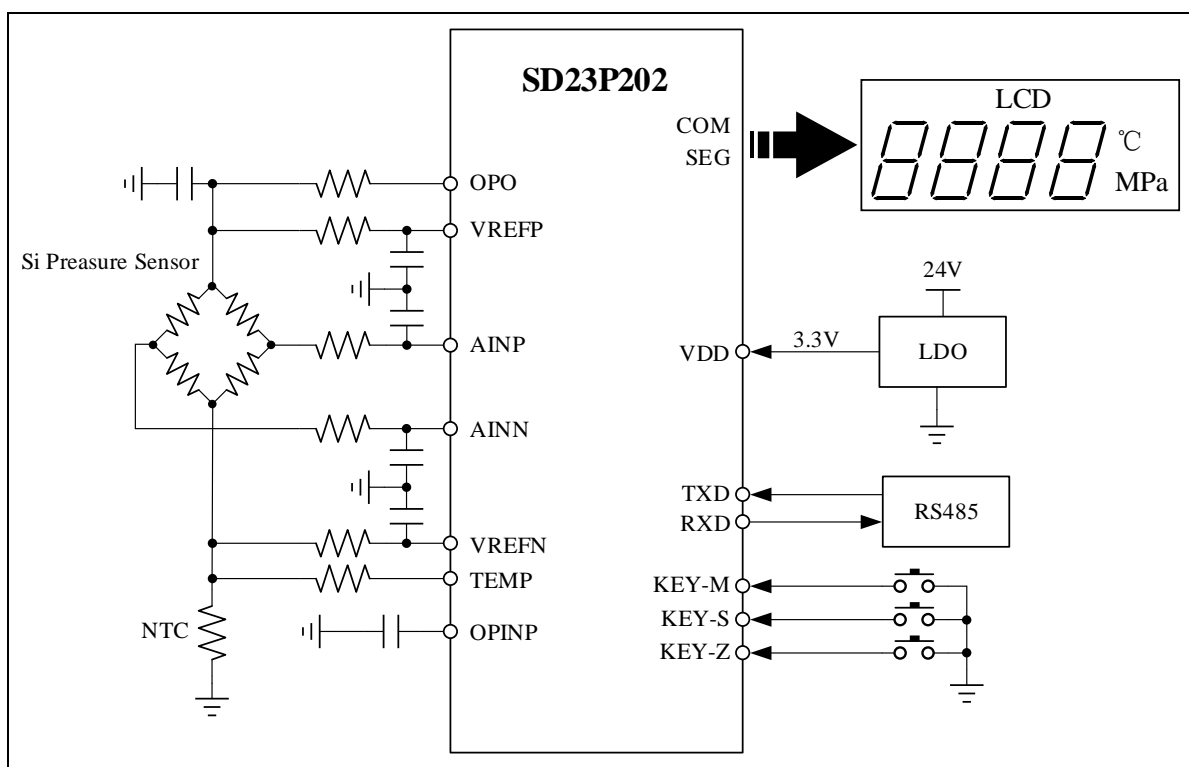 SD23P202
COM
SEG
LCD
8888
℃
MPa
OPO
VREFP
Si Preasure Sensor
24V
AINP
VDD
3.3V
LDO
AINN
TXD
RXD
RS485
VREFN
TEMP
KEY-M
KEY-S
KEY-Z
NTC
OPINP